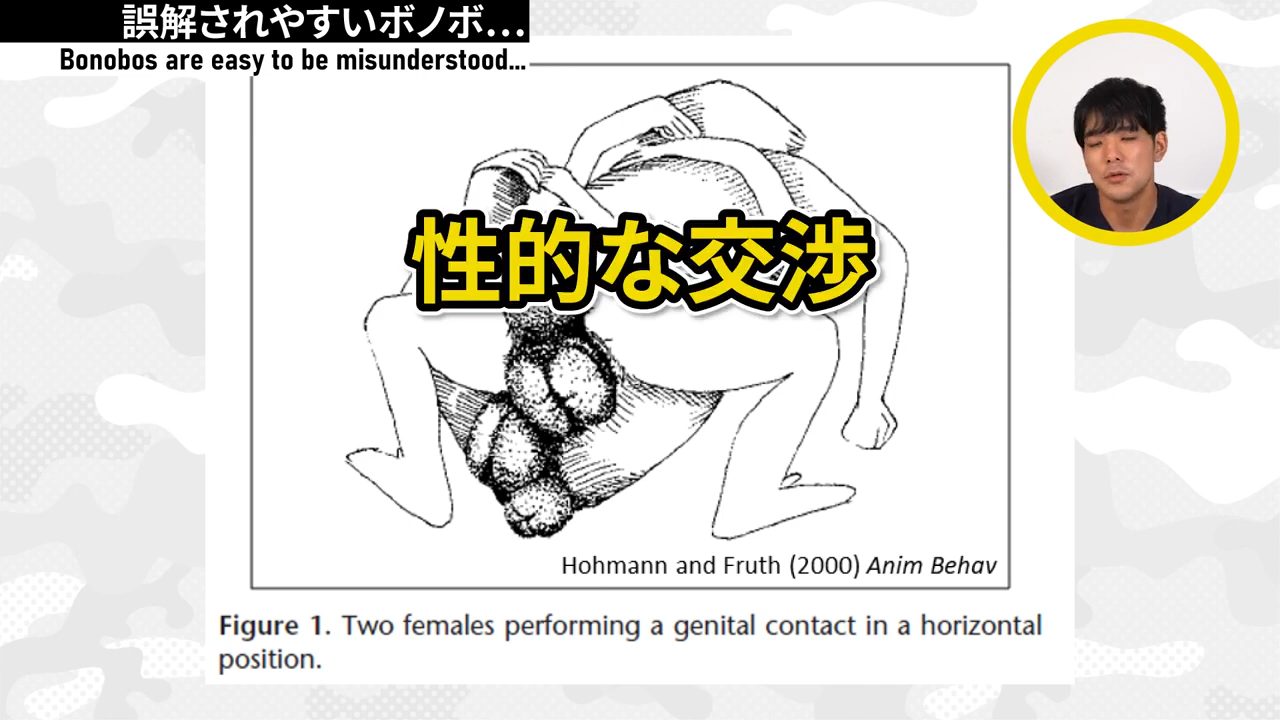 誤解されやすいボノボ…
Bonobos are easy to be misunderstood...
性的な交渉
Hohmann and Fruth (2000) Anim Behav
Figure 1. Two females performing a genital contact in a horizontal
position.